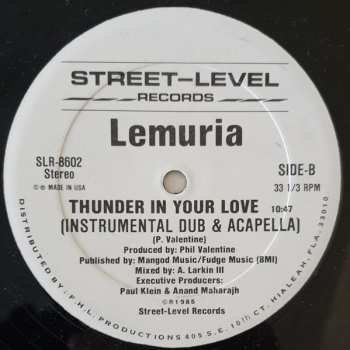 STREET-LEVEL
RECORDS
Lemuria
SLR-8602
Stereo
SIDE-B
33 1/3 RPM
©℗ MADE IN USA
THUNDER IN YOUR LOVE 10:47
(INSTRUMENTAL DUB & ACAPELLA)
(P. Valentine)
Produced by: Phil Valentine
Published by: Mangod Music/Fudge Music (BMI)
Mixed by: A. Larkin III
Executive Producers:
Paul Klein & Anand Maharajh
©℗1985
Street-Level Records
DISTRIBUTED BY: P.H.L. PRODUCTIONS 405 S.E. 10th CT. HIALEAH, FLA. 33010